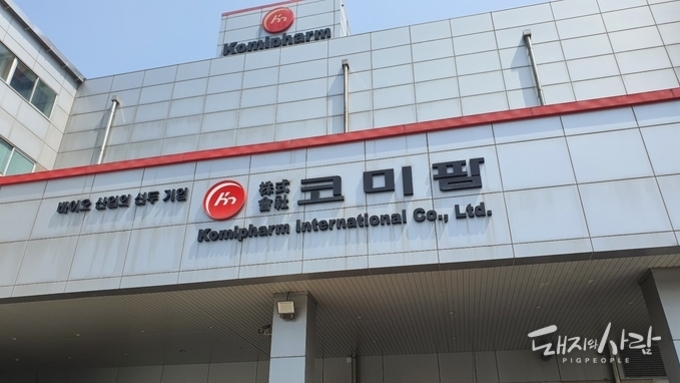 Komipharm
바이오 산업의 선두 기업
株式會社 코미팜
Komipharm International Co., Ltd.
돼지와사람
PIGPEOPLE